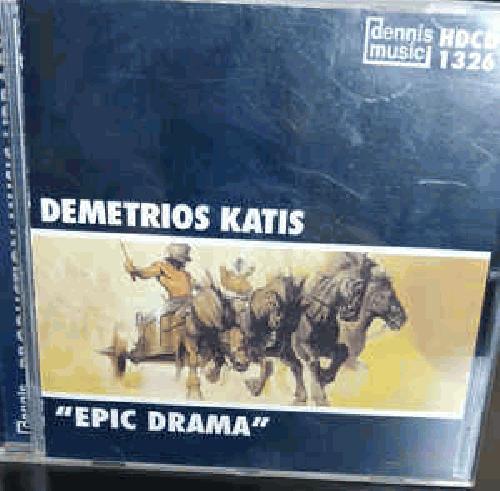 dennis
music
HDCD
1326
DEMETRIOS KATIS
"EPIC DRAMA"